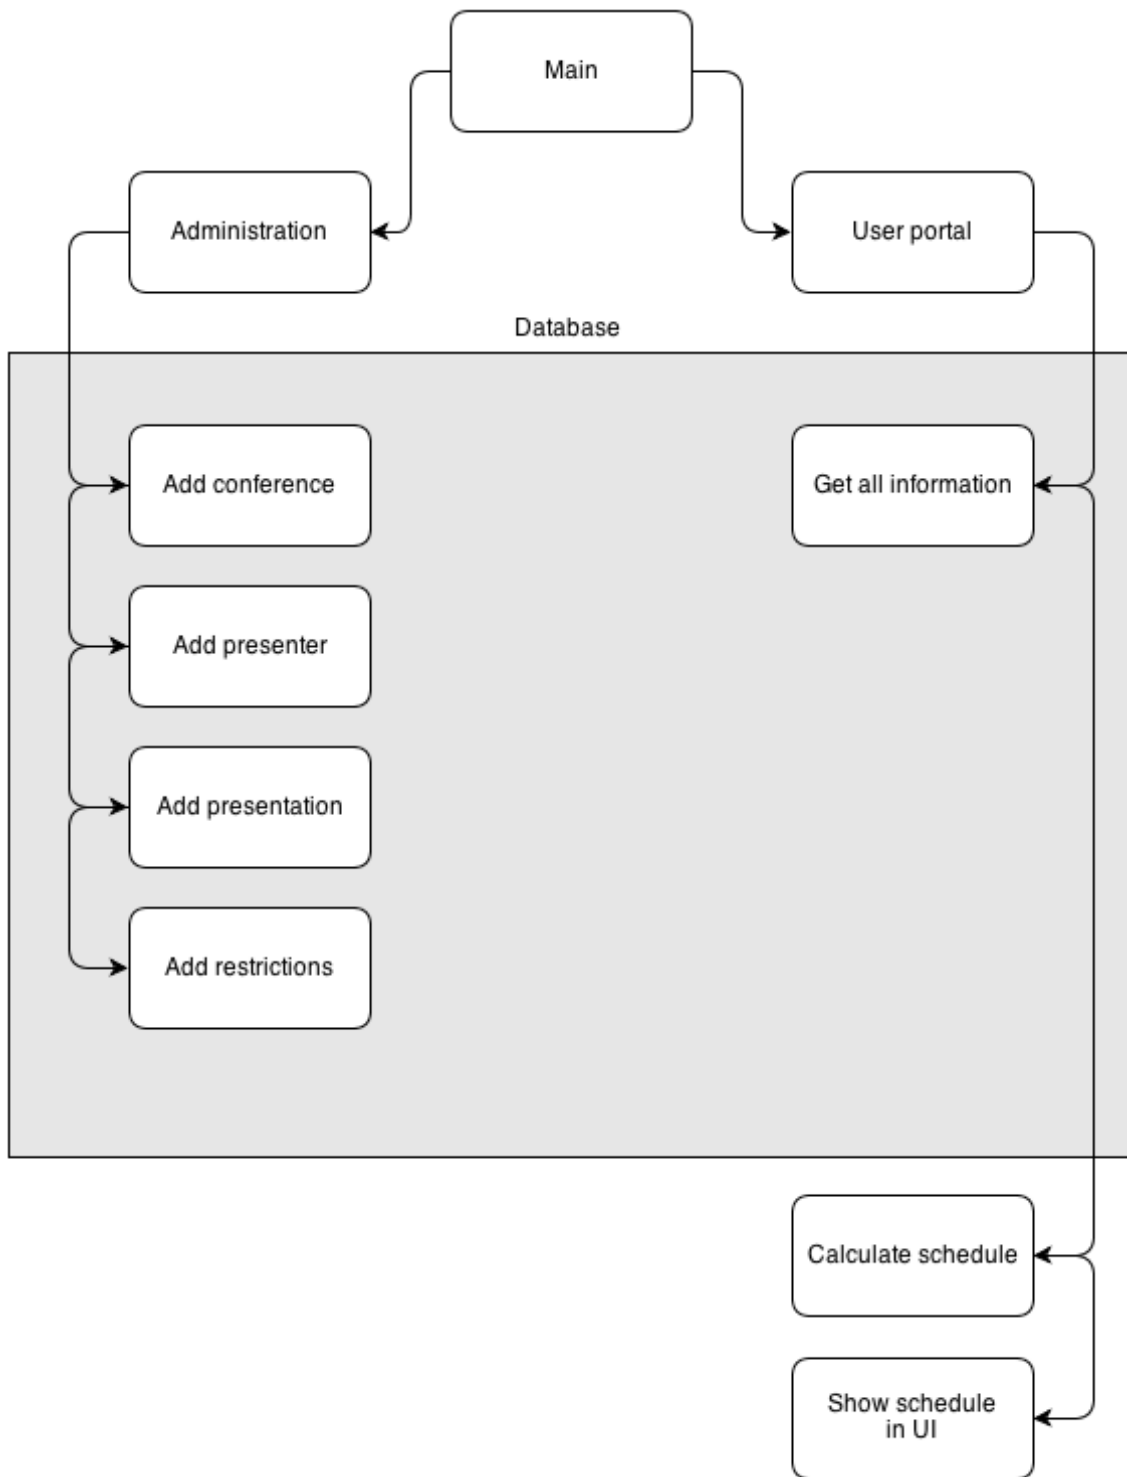 Main
Administration
User portal
Database
Add conference
Get all information
Add presenter
Add presentation
Add restrictions
Calculate schedule
Show schedule
in UI